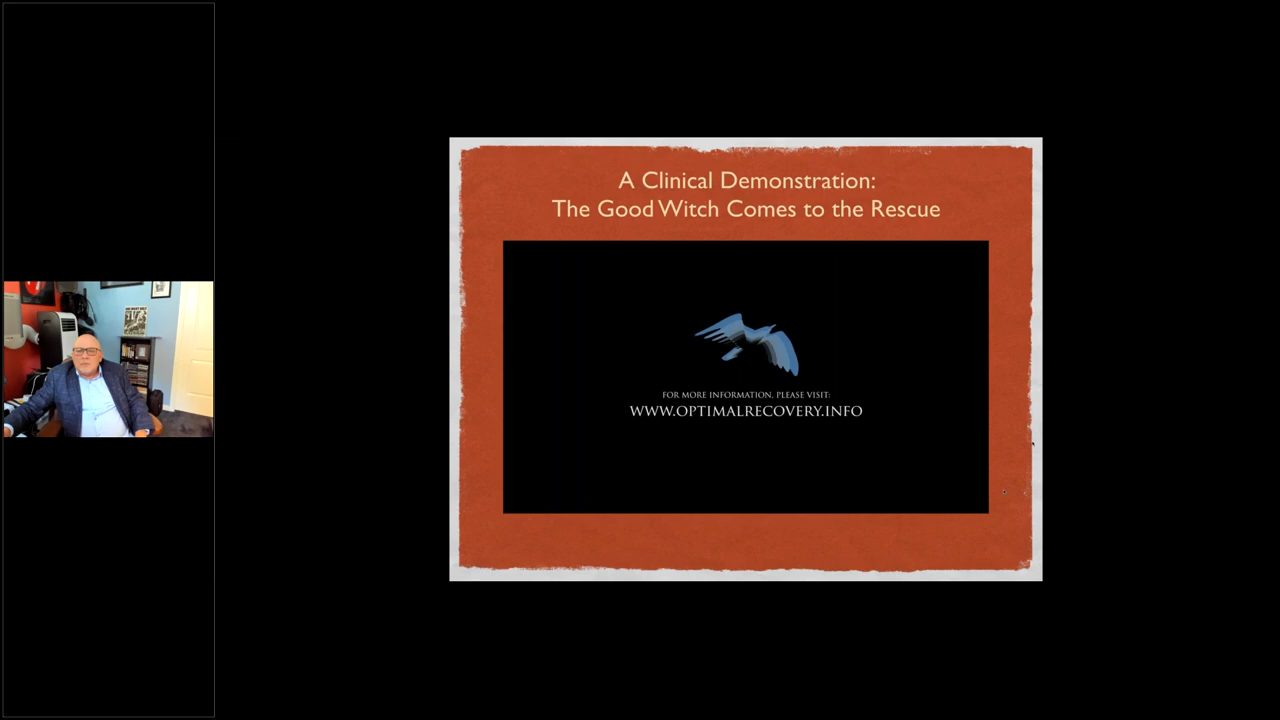 A Clinical Demonstration:
The Good Witch Comes to the Rescue
FOR MORE INFORMATION, PLEASE VISIT:
WWW.OPTIMALRECOVERY.INFO